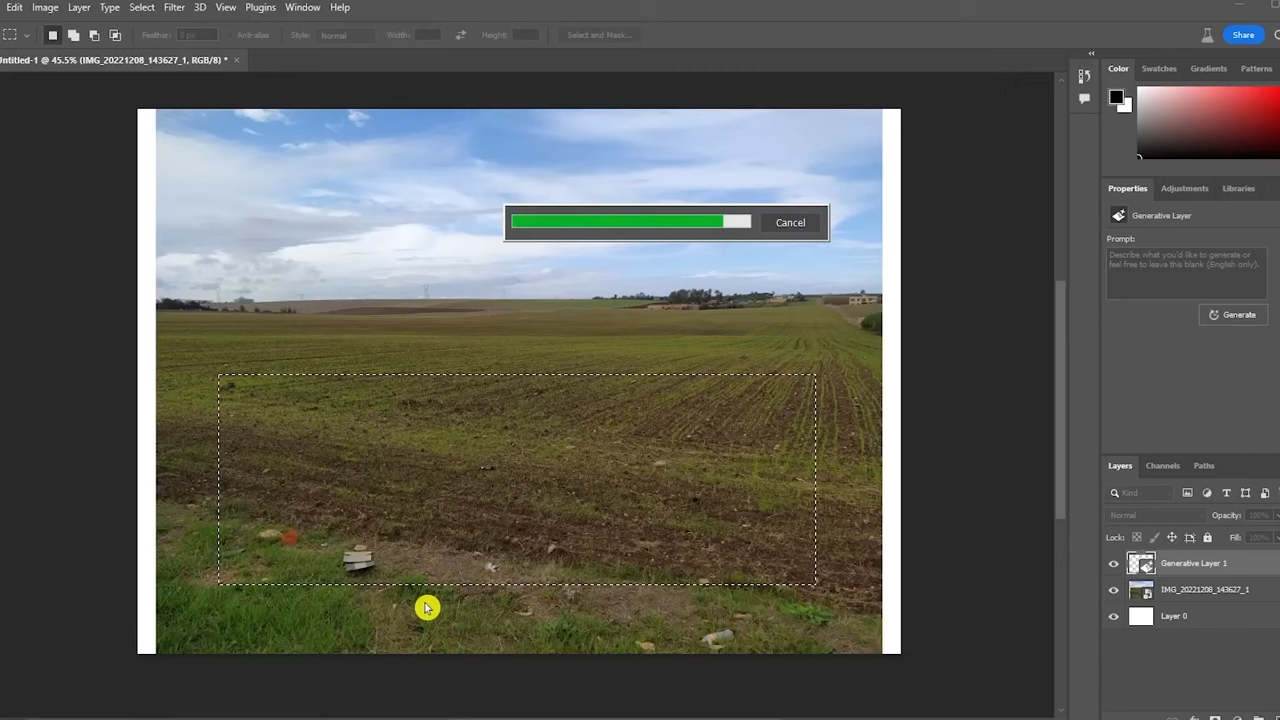 Edit Image Layer Type Select Filter 3D View Plugins Window Help
Feather: 0 px Anti-alias Style: Normal Width: Height: Select and Mask... Share
Untitled-1 @ 45.5% (IMG_20221208_143627_1, RGB/8) *
Color Swatches Gradients Patterns
Cancel
Properties Adjustments Libraries
Generative Layer
Prompt:
Describe what you'd like to generate or
feel free to leave this blank (English only).
Generate
Layers Channels Paths
Kind
Normal Opacity: 100%
Lock: Fill: 100%
Generative Layer 1
IMG_20221208_143627_1
Layer 0